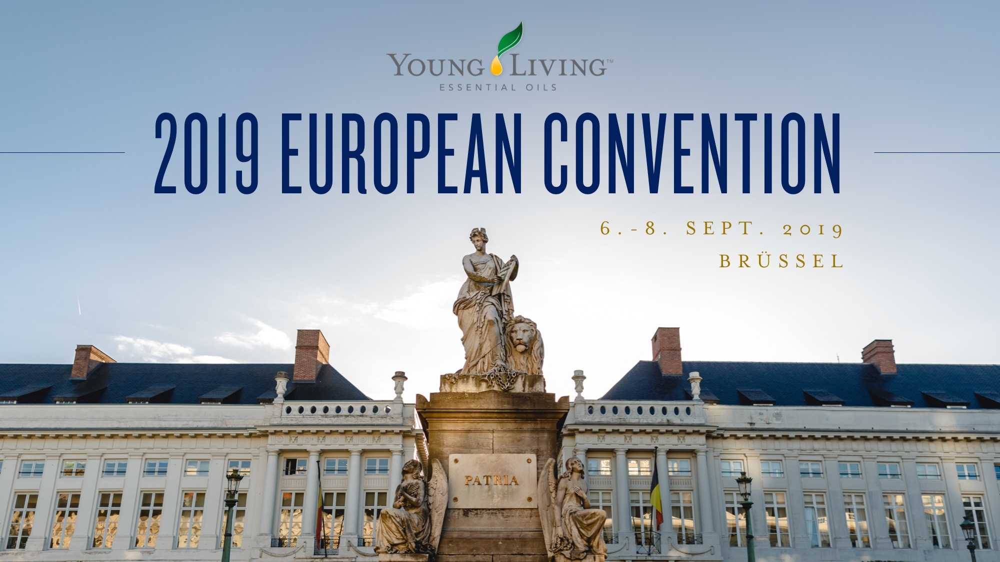 YOUNG LIVING™
ESSENTIAL OILS
2019 EUROPEAN CONVENTION
6.-8. SEPT. 2019
BRÜSSEL
PATRIA